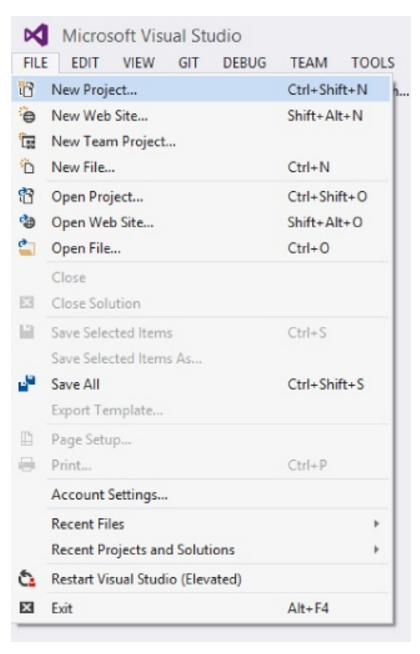 Microsoft Visual Studio
FILE EDIT VIEW GIT DEBUG TEAM TOOLS
New Project... Ctrl+Shift+N
New Web Site... Shift+Alt+N
New Team Project...
New File... Ctrl+N
Open Project... Ctrl+Shift+O
Open Web Site... Shift+Alt+O
Open File... Ctrl+O
Close
Close Solution
Save Selected Items Ctrl+S
Save Selected Items As...
Save All Ctrl+Shift+S
Export Template...
Page Setup...
Print... Ctrl+P
Account Settings...
Recent Files
Recent Projects and Solutions
Restart Visual Studio (Elevated)
Exit Alt+F4